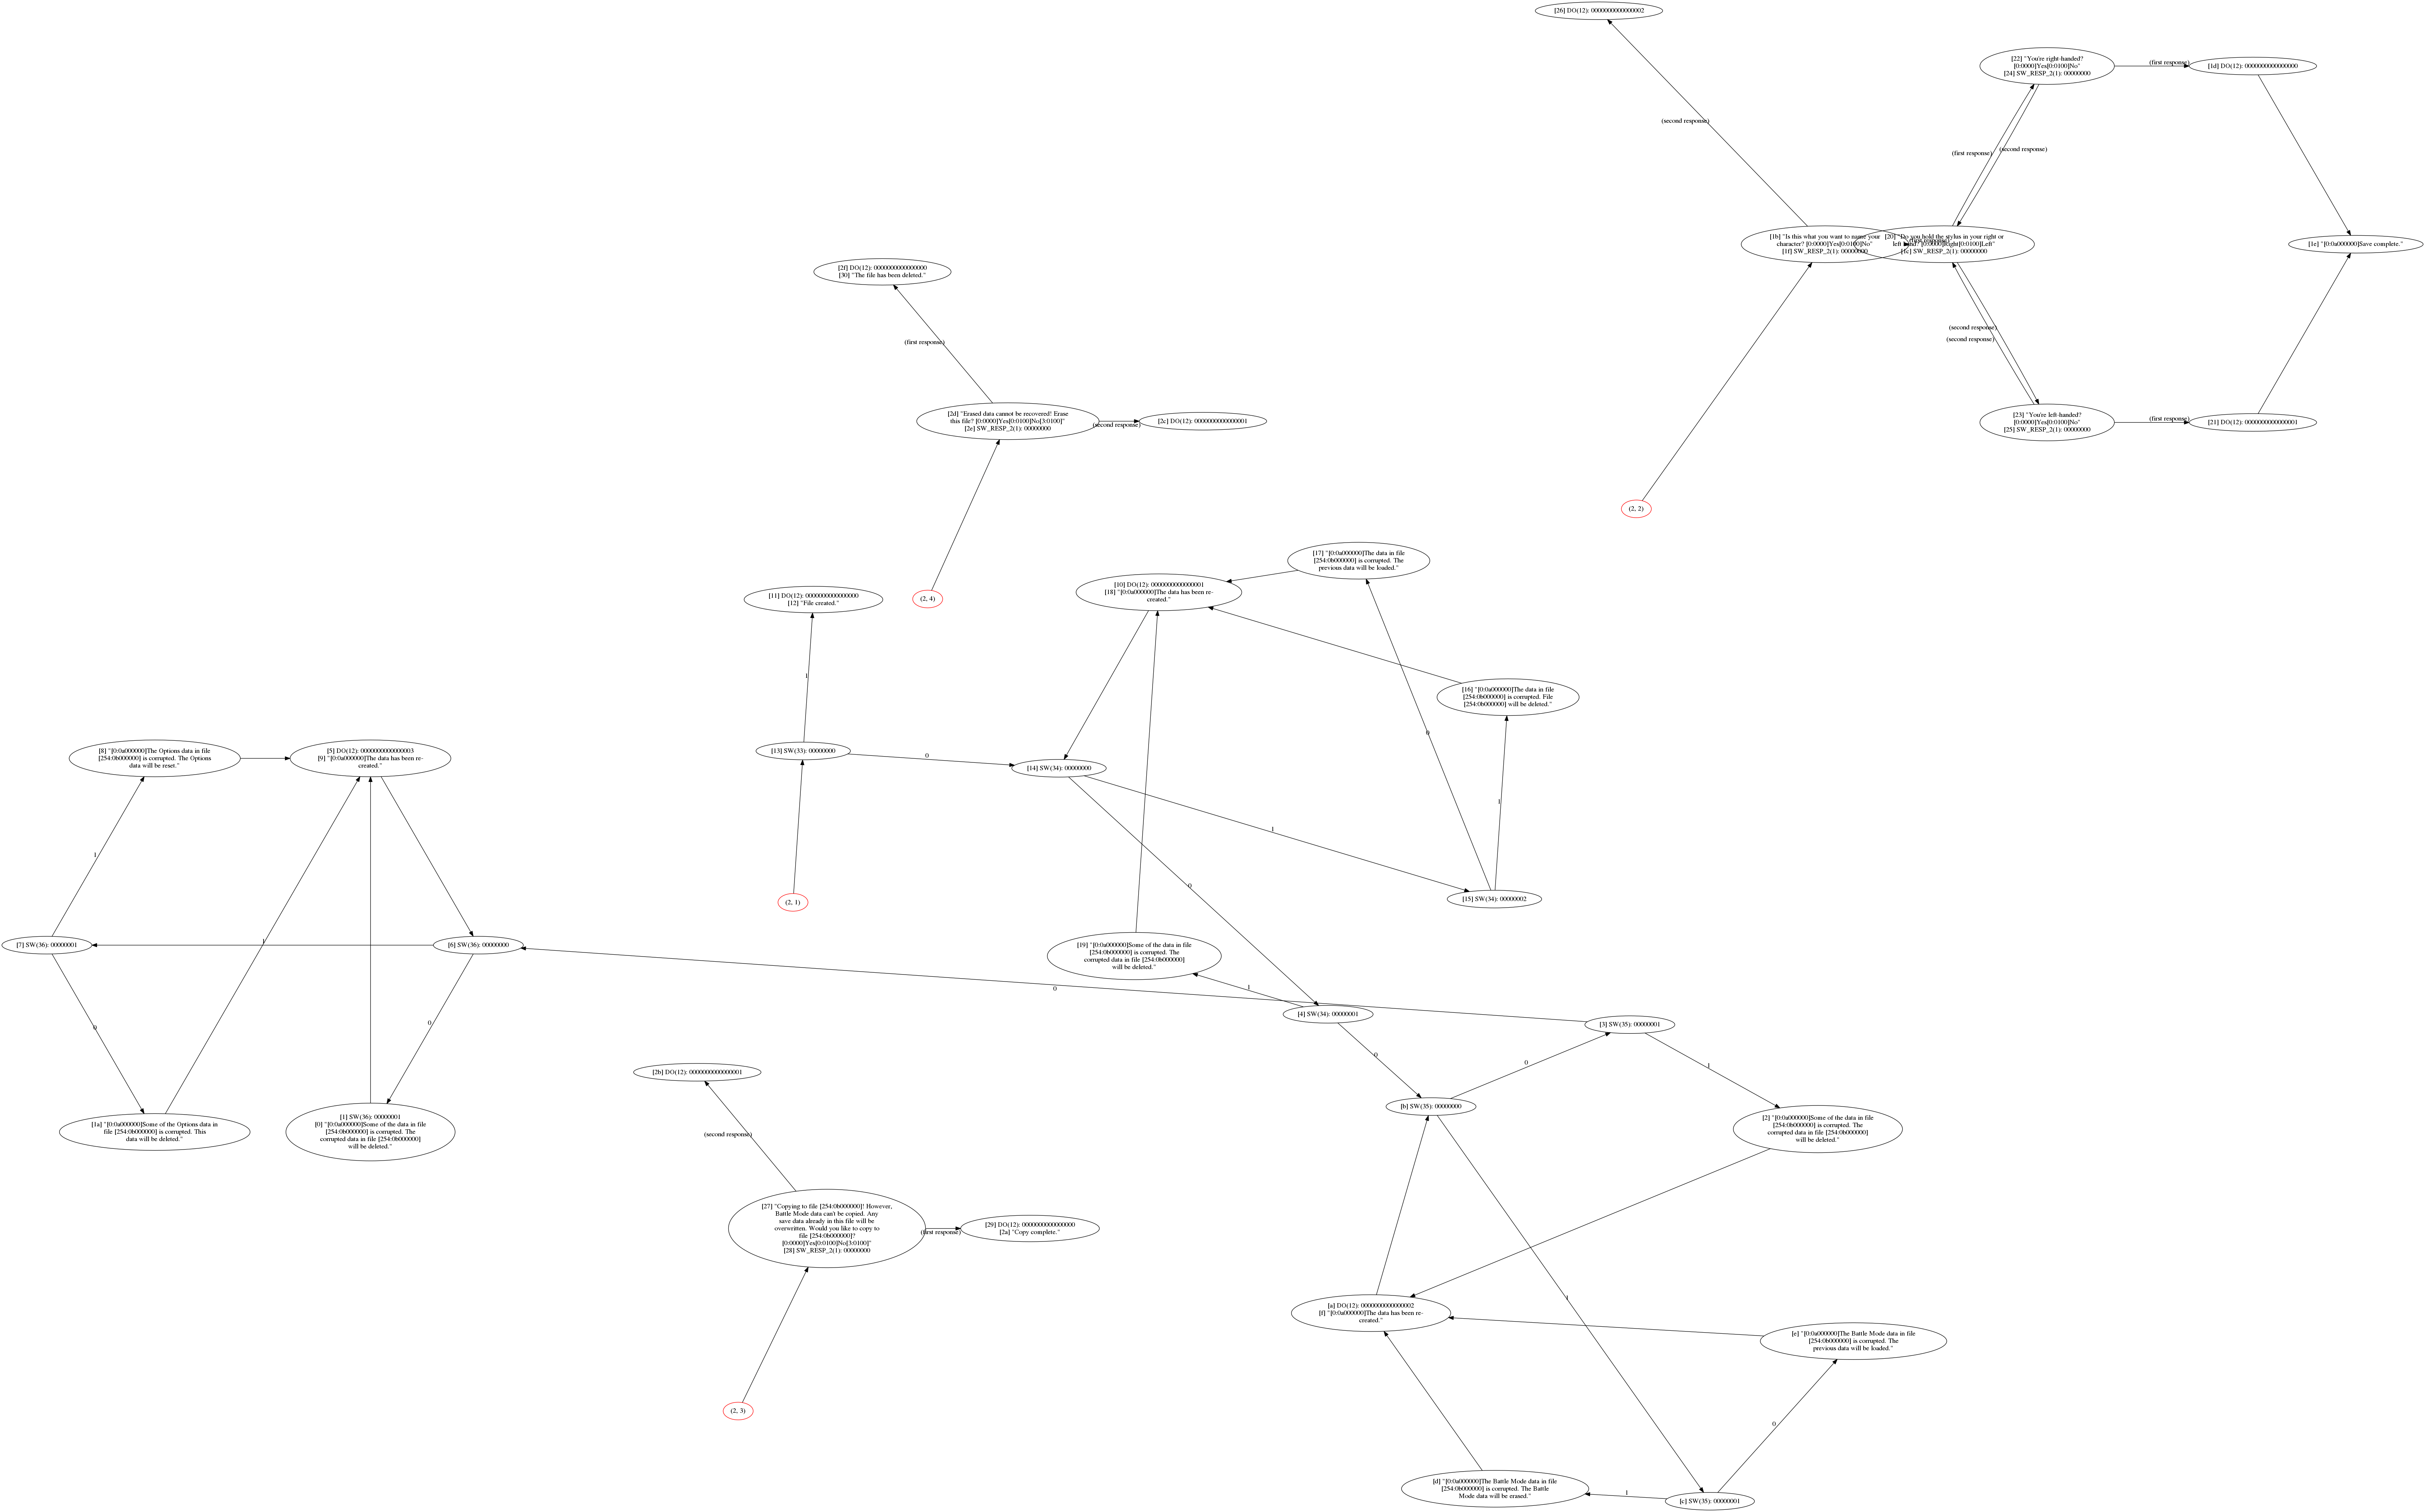 [26] DO(12): 0000000000000002
[22] "You're right-handed?
[0:0000]Yes[0:0100]No"
[24] SW_RESP_2(1): 00000000
(first response)
[1d] DO(12): 0000000000000000
(second response)
(first response)
(second response)
[1b] "Is this what you want to name your
character? [0:0000]Yes[0:0100]No"
[1f] SW_RESP_2(1): 00000000
(first response)
[20] "Do you hold the stylus in your right or
left hand? [0:0000]Right[0:0100]Left"
[1c] SW_RESP_2(1): 00000000
[1e] "[0:0a000000]Save complete."
(second response)
(second response)
[23] "You're left-handed?
[0:0000]Yes[0:0100]No"
[25] SW_RESP_2(1): 00000000
(first response)
[21] DO(12): 0000000000000001
(2, 2)
[2f] DO(12): 0000000000000000
[30] "The file has been deleted."
(first response)
[2d] "Erased data cannot be recovered! Erase
this file? [0:0000]Yes[0:0100]No[3:0100]"
[2e] SW_RESP_2(1): 00000000
(second response)
[2c] DO(12): 0000000000000001
(2, 4)
[11] DO(12): 0000000000000000
[12] "File created."
1
[13] SW(33): 00000000
0
(2, 1)
[17] "[0:0a000000]The data in file
[254:0b000000] is corrupted. The
previous data will be loaded."
[10] DO(12): 0000000000000001
[18] "[0:0a000000]The data has been re-
created."
[16] "[0:0a000000]The data in file
[254:0b000000] is corrupted. File
[254:0b000000] will be deleted."
0
[14] SW(34): 00000000
1
1
0
[15] SW(34): 00000002
[8] "[0:0a000000]The Options data in file
[254:0b000000] is corrupted. The Options
data will be reset."
[5] DO(12): 0000000000000003
[9] "[0:0a000000]The data has been re-
created."
1
[7] SW(36): 00000001
1
[6] SW(36): 00000000
0
0
[1a] "[0:0a000000]Some of the Options data in
file [254:0b000000] is corrupted. This
data will be deleted."
[1] SW(36): 00000001
[0] "[0:0a000000]Some of the data in file
[254:0b000000] is corrupted. The
corrupted data in file [254:0b000000]
will be deleted."
[19] "[0:0a000000]Some of the data in file
[254:0b000000] is corrupted. The
corrupted data in file [254:0b000000]
will be deleted."
1
0
[4] SW(34): 00000001
[3] SW(35): 00000001
0
0
1
[b] SW(35): 00000000
[2] "[0:0a000000]Some of the data in file
[254:0b000000] is corrupted. The
corrupted data in file [254:0b000000]
will be deleted."
[2b] DO(12): 0000000000000001
(second response)
[27] "Copying to file [254:0b000000]! However,
Battle Mode data can't be copied. Any
save data already in this file will be
overwritten. Would you like to copy to
file [254:0b000000]?
[0:0000]Yes[0:0100]No[3:0100]"
[28] SW_RESP_2(1): 00000000
(first response)
[29] DO(12): 0000000000000000
[2a] "Copy complete."
(2, 3)
1
[a] DO(12): 0000000000000002
[f] "[0:0a000000]The data has been re-
created."
[e] "[0:0a000000]The Battle Mode data in file
[254:0b000000] is corrupted. The
previous data will be loaded."
0
[d] "[0:0a000000]The Battle Mode data in file
[254:0b000000] is corrupted. The Battle
Mode data will be erased."
1
[c] SW(35): 00000001